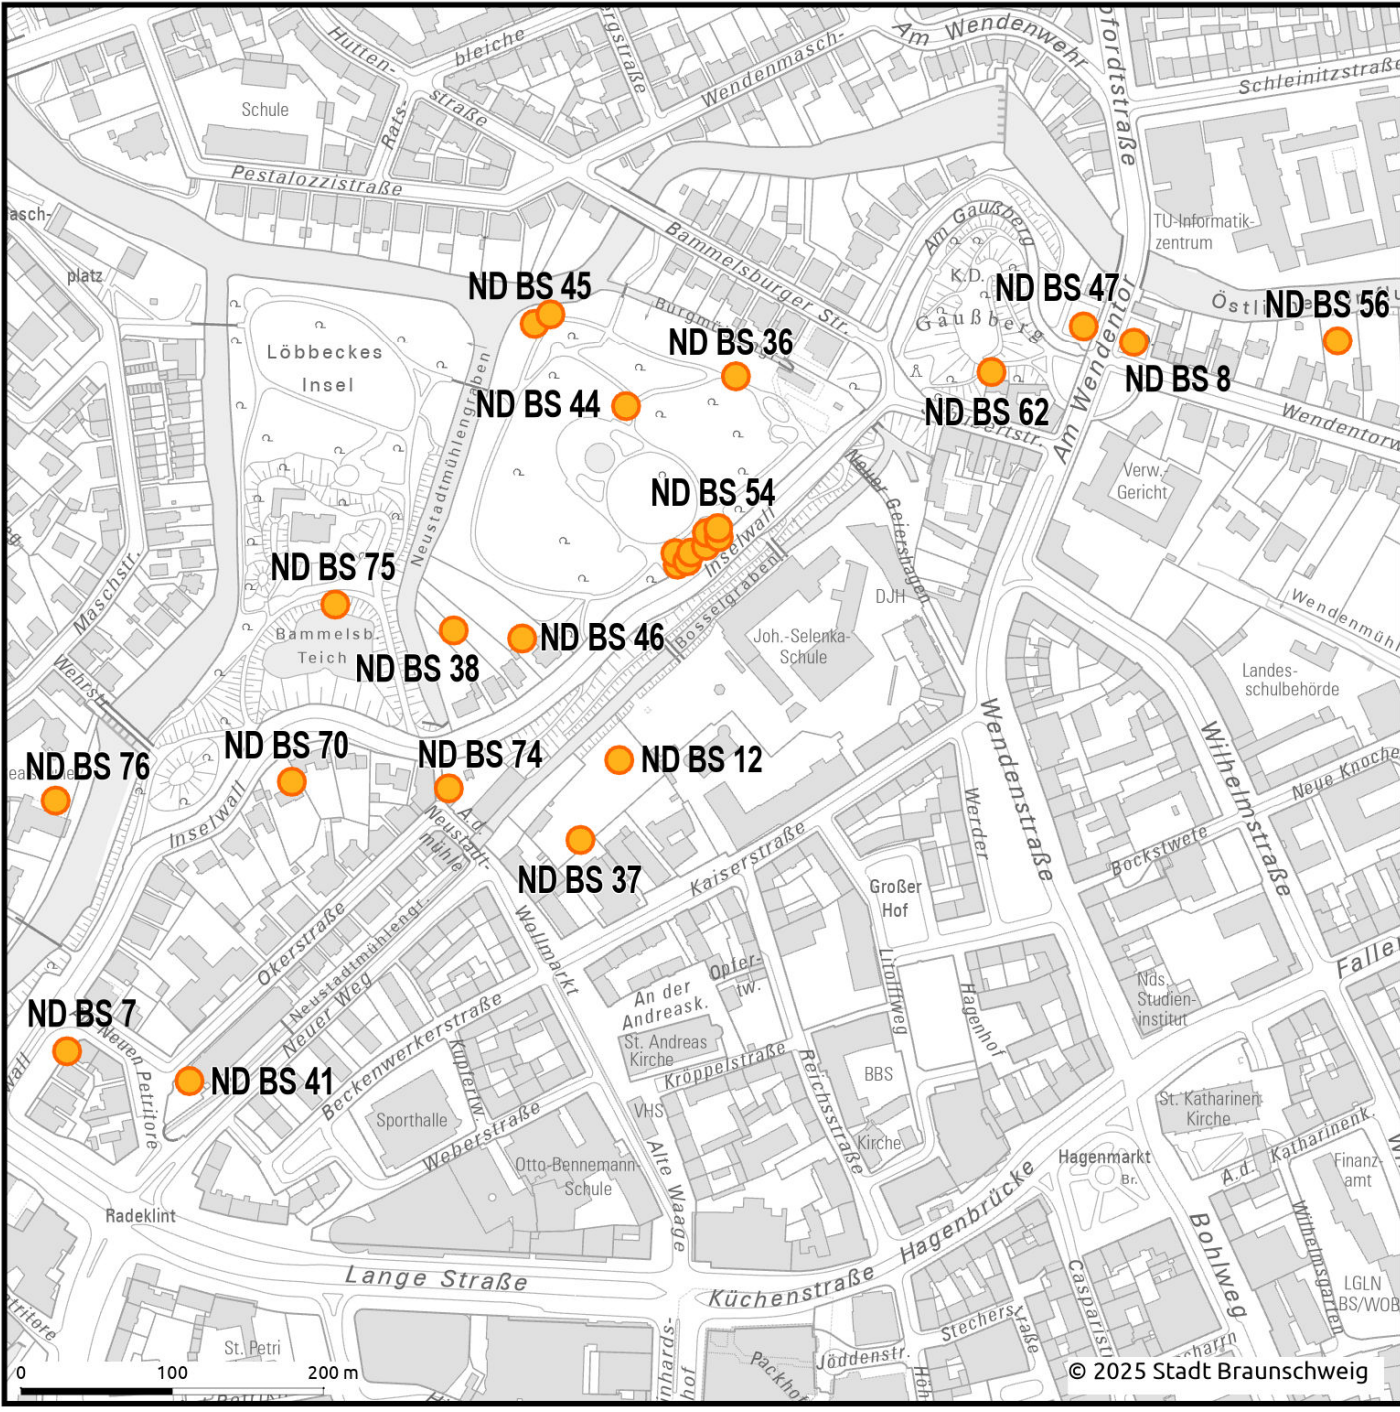 Hutten-
straße
bleiche
Wendenmasch-
Am Wendenwehr
Schleinitzstraße
Schule
Rats-
Pestalozzistraße
TU-Informatik-
zentrum
Am Gaußberg
K.D.
Gaußberg
Bammelsburger Str.
platz
ND BS 45
ND BS 47
ND BS 56
ND BS 36
ND BS 8
Löbbeckes
Insel
ND BS 44
ND BS 62
Am Wendentor
Neustadtmühlengraben
Verw.-
Gericht
Neuer Geiershagen
ND BS 54
Inselwall
Bosselgraben
ND BS 75
Maschstr.
DJH
Bammelsb.
Teich
ND BS 46
ND BS 38
Joh.-Selenka-
Schule
Landes-
schulbehörde
Wehrstr.
Wendenstraße
Wilhelmstraße
ND BS 76
ND BS 70
ND BS 74
ND BS 12
Inselwall
A.d.
Neustadt-
mühle
Werder
Bockstwete
Kaiserstraße
ND BS 37
Großer
Hof
Okerstraße
Neustadtmühlengr.
Neuer Weg
Wollmarkt
Opfer-
tw.
An der
Andreask.
St. Andreas
Kirche
Litolffweg
Hagenhof
Nds.
Studien-
institut
ND BS 7
Neuen Petritore
ND BS 41
Beckenwerkerstraße
Kupfertw.
Kröppelstraße
Reichsstraße
BBS
Sporthalle
Weberstraße
VHS
Alte Waage
Kirche
St. Katharinen
Kirche
Otto-Bennemann-
Schule
Hagenmarkt
Br.
A.d. Katharinenk.
Finanz-
amt
Radeklint
Hagenbrücke
Bohlweg
Wilhelmsgarten
Lange Straße
Küchenstraße
LGLN
BS/WOB
Stechers
St. Petri
Packhof
Jöddenstr.
0 100 200 m
© 2025 Stadt Braunschweig